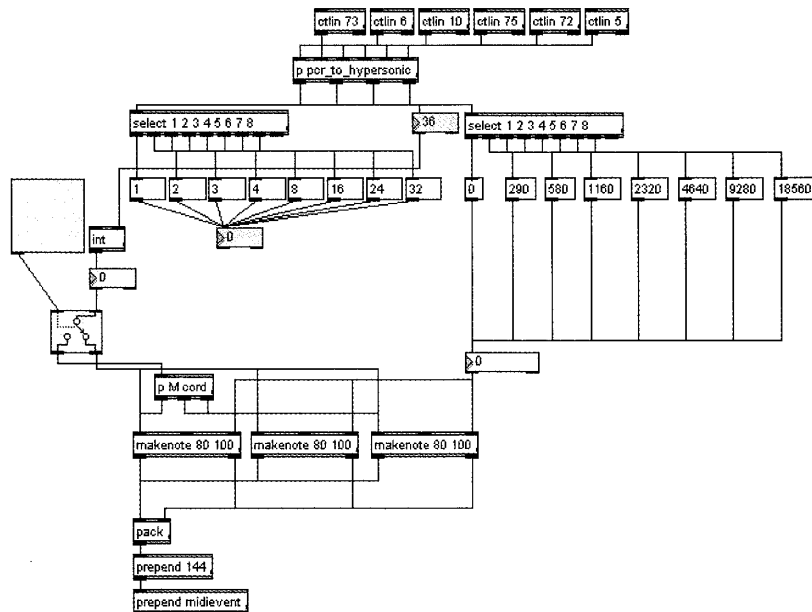 ctlin 73 ctlin 6 ctlin 10 ctlin 75 ctlin 72 ctlin 5
p pcr_to_hypersonic
select 1 2 3 4 5 6 7 8 36 select 1 2 3 4 5 6 7 8
1 2 3 4 8 16 24 32 0 290 580 1160 2320 4640 9280 18560
int 0
0
0
p M cord
makenote 80 100 makenote 80 100 makenote 80 100
pack
prepend 144
prepend midievent